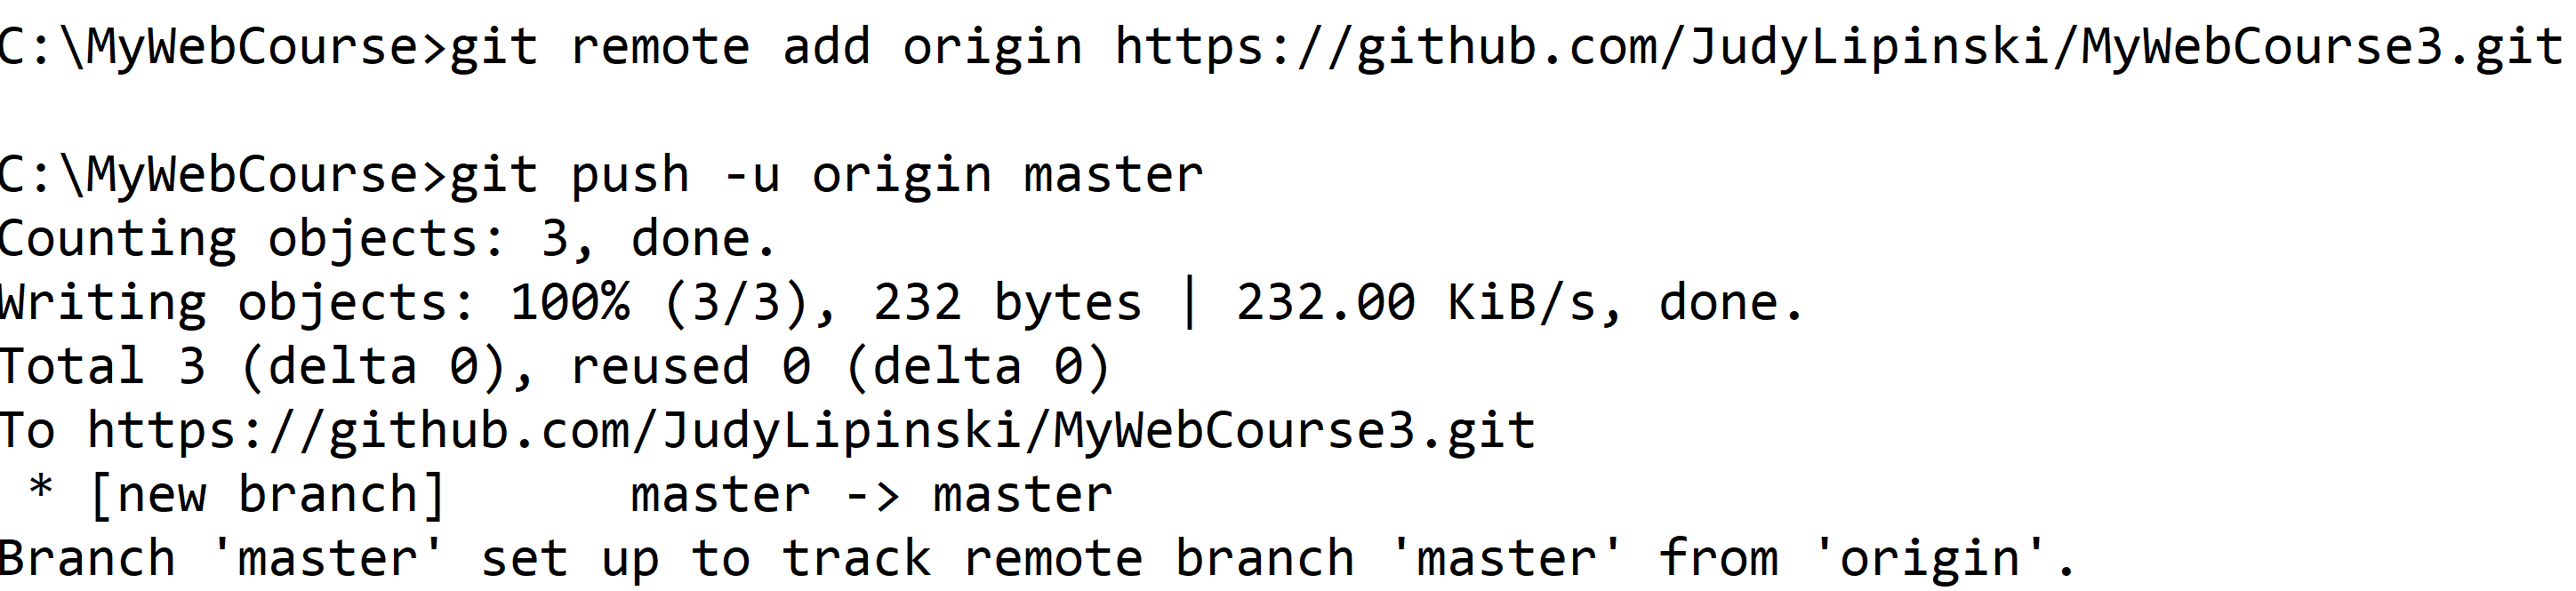 C:\MyWebCourse>git remote add origin https://github.com/JudyLipinski/MyWebCourse3.git
C:\MyWebCourse>git push -u origin master
Counting objects: 3, done.
Writing objects: 100% (3/3), 232 bytes | 232.00 KiB/s, done.
Total 3 (delta 0), reused 0 (delta 0)
To https://github.com/JudyLipinski/MyWebCourse3.git
 * [new branch]      master -> master
Branch 'master' set up to track remote branch 'master' from 'origin'.